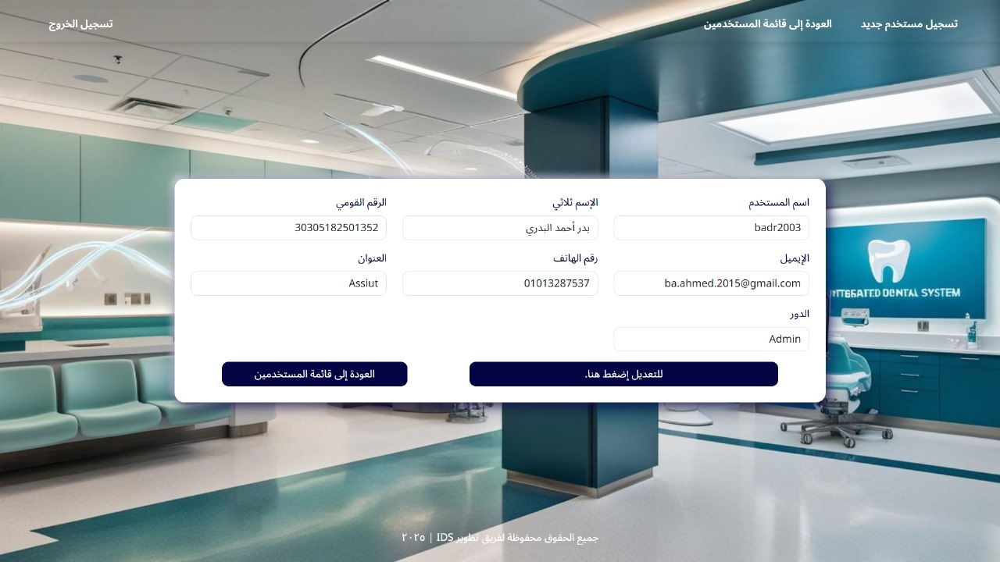 تسجيل مستخدم جديد
العودة إلى قائمة المستخدمين
تسجيل الخروج
اسم المستخدم
الإسم ثلاثي
الرقم القومي
badr2003
بدر أحمد البدري
30305182501352
الإيميل
رقم الهاتف
العنوان
ba.ahmed.2015@gmail.com
01013287537
Assiut
الدور
Admin
للتعديل إضغط هنا.
العودة إلى قائمة المستخدمين
INTEGRATED DENTAL SYSTEM
جميع الحقوق محفوظة لفريق تطوير IDS | ٢٠٢٥